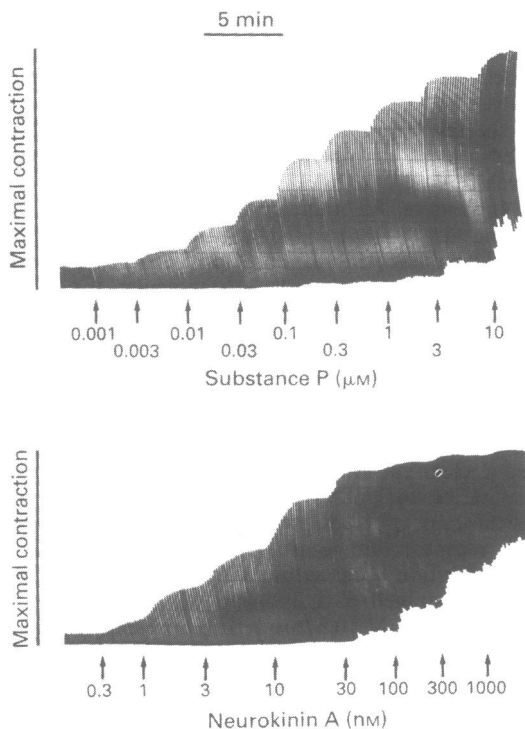 5 min
Maximal contraction
0.001 0.01 0.1 1 10
0.003 0.03 0.3 3
Substance P (μM)
Maximal contraction
0.3 1 3 10 30 100 300 1000
Neurokinin A (nM)